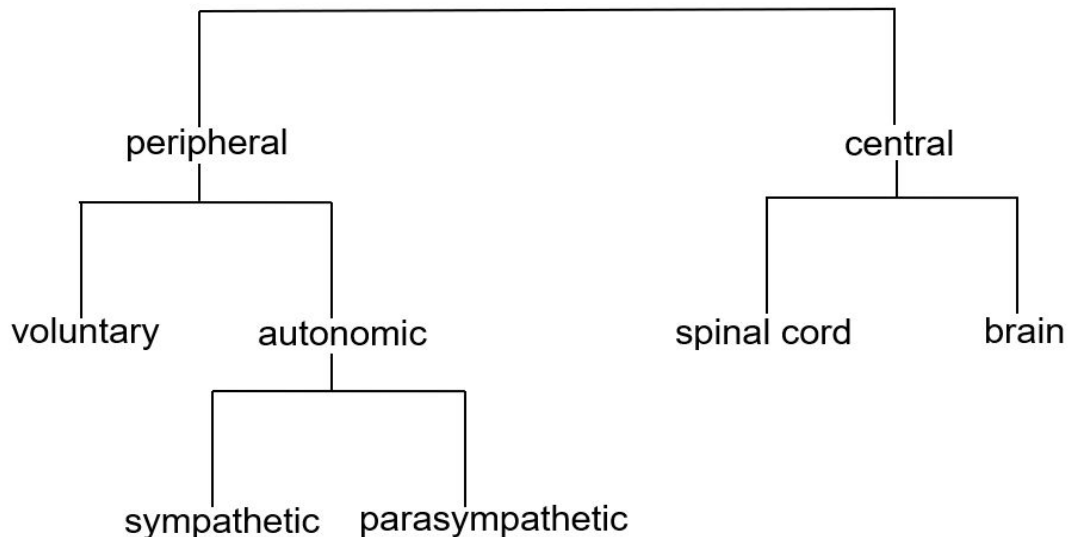 peripheral
central
voluntary
autonomic
spinal cord
brain
sympathetic
parasympathetic